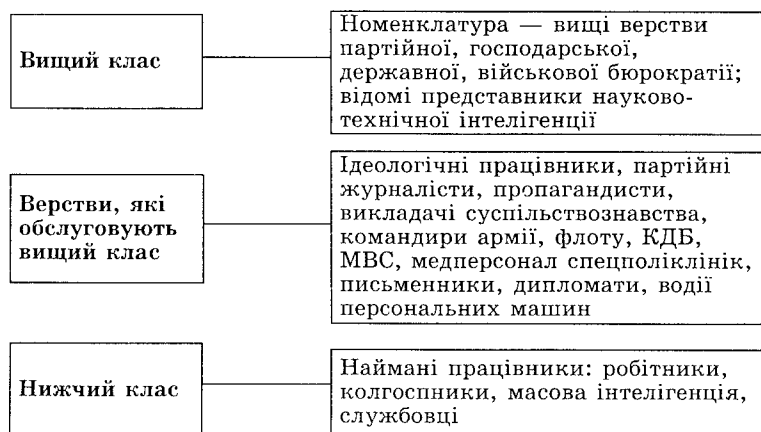 Вищий клас
Номенклатура — вищі верстви
партійної, господарської,
державної, військової бюрократії;
відомі представники науково-
технічної інтелігенції
Верстви, які
обслуговують
вищий клас
Ідеологічні працівники, партійні
журналісти, пропагандисти,
викладачі суспільствознавства,
командири армії, флоту, КДБ,
МВС, медперсонал спецполіклінік,
письменники, дипломати, водії
персональних машин
Нижчий клас
Наймані працівники: робітники,
колгоспники, масова інтелігенція,
службовці